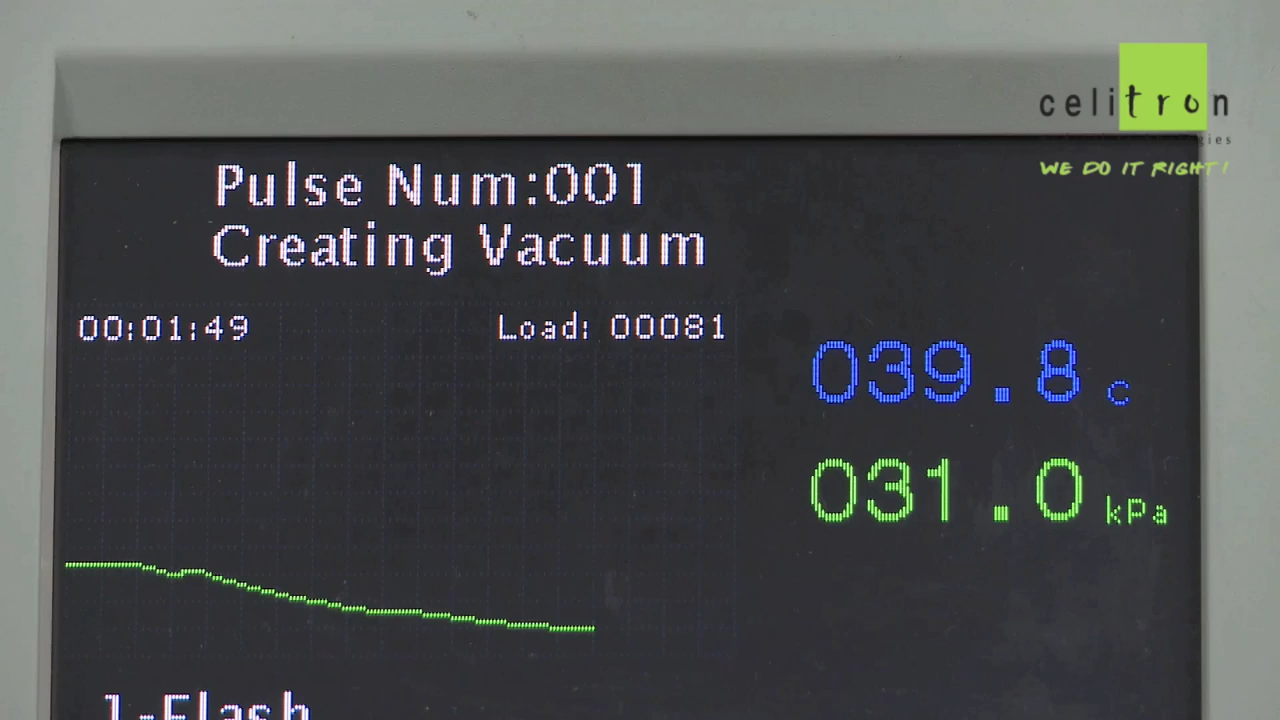 celitron
WE DO IT RIGHT!
Pulse Num:001
Creating Vacuum
00:01:49
Load: 00081
039.8 c
031.0 kPa
1-Flash